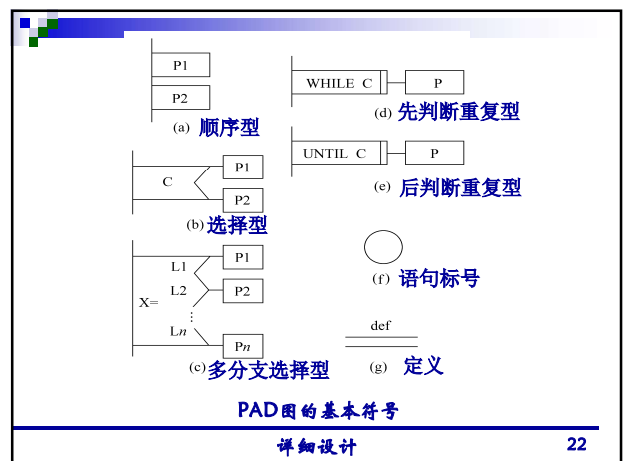 P1
P2
(a) 顺序型
C
P1
P2
(b) 选择型
X=
L1
L2
⋮
Ln
P1
P2
Pn
(c) 多分支选择型
WHILE C
P
(d) 先判断重复型
UNTIL C
P
(e) 后判断重复型
(f) 语句标号
def
(g) 定义
PAD图的基本符号
详细设计
22